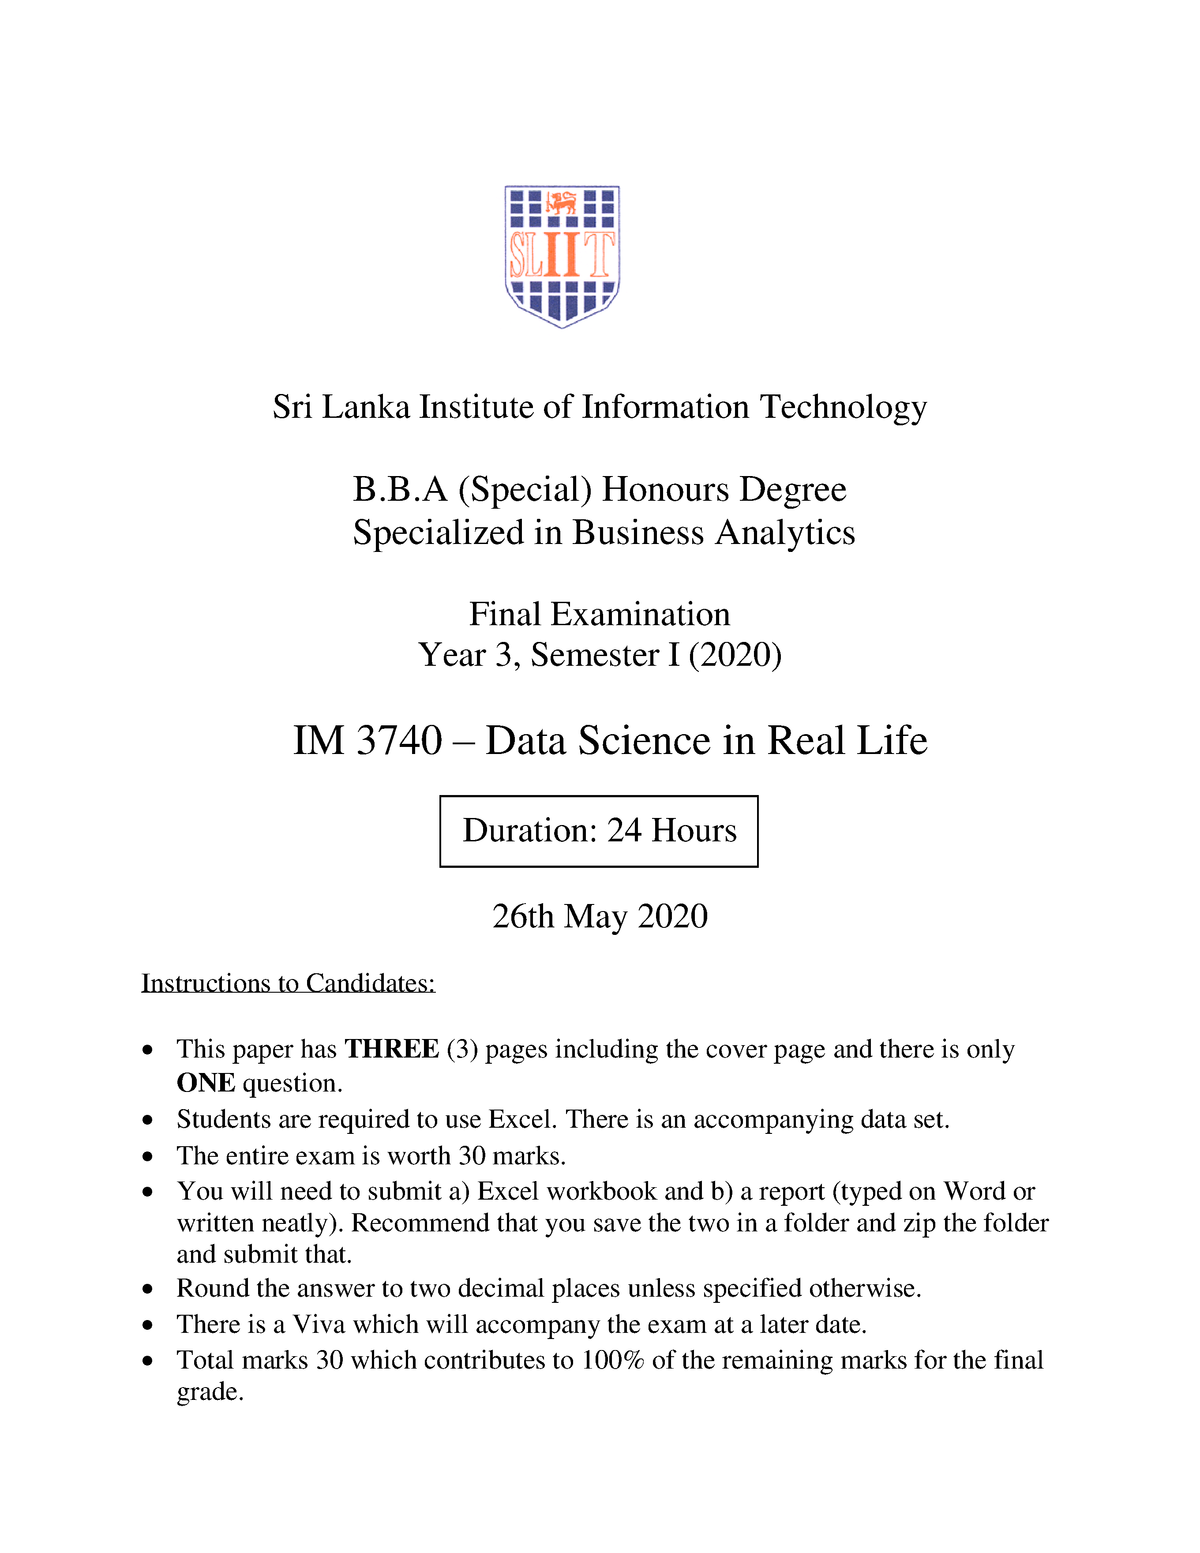 SLIIT
Sri Lanka Institute of Information Technology
B.B.A (Special) Honours Degree
Specialized in Business Analytics
Final Examination
Year 3, Semester I (2020)
IM 3740 – Data Science in Real Life
Duration: 24 Hours
26th May 2020
Instructions to Candidates:
• This paper has THREE (3) pages including the cover page and there is only
ONE question.
• Students are required to use Excel. There is an accompanying data set.
• The entire exam is worth 30 marks.
• You will need to submit a) Excel workbook and b) a report (typed on Word or
written neatly). Recommend that you save the two in a folder and zip the folder
and submit that.
• Round the answer to two decimal places unless specified otherwise.
• There is a Viva which will accompany the exam at a later date.
• Total marks 30 which contributes to 100% of the remaining marks for the final
grade.